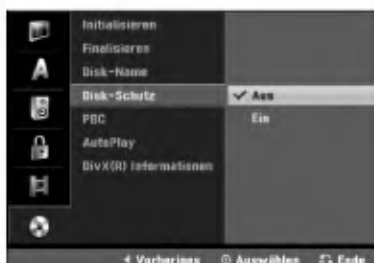 Initialisieren
Finalisieren
Disk-Name
Disk-Schutz
✓ Aus
PBC
Ein
AutoPlay
DivX(R) Informationen
A
Vorheriges Auswählen Ende